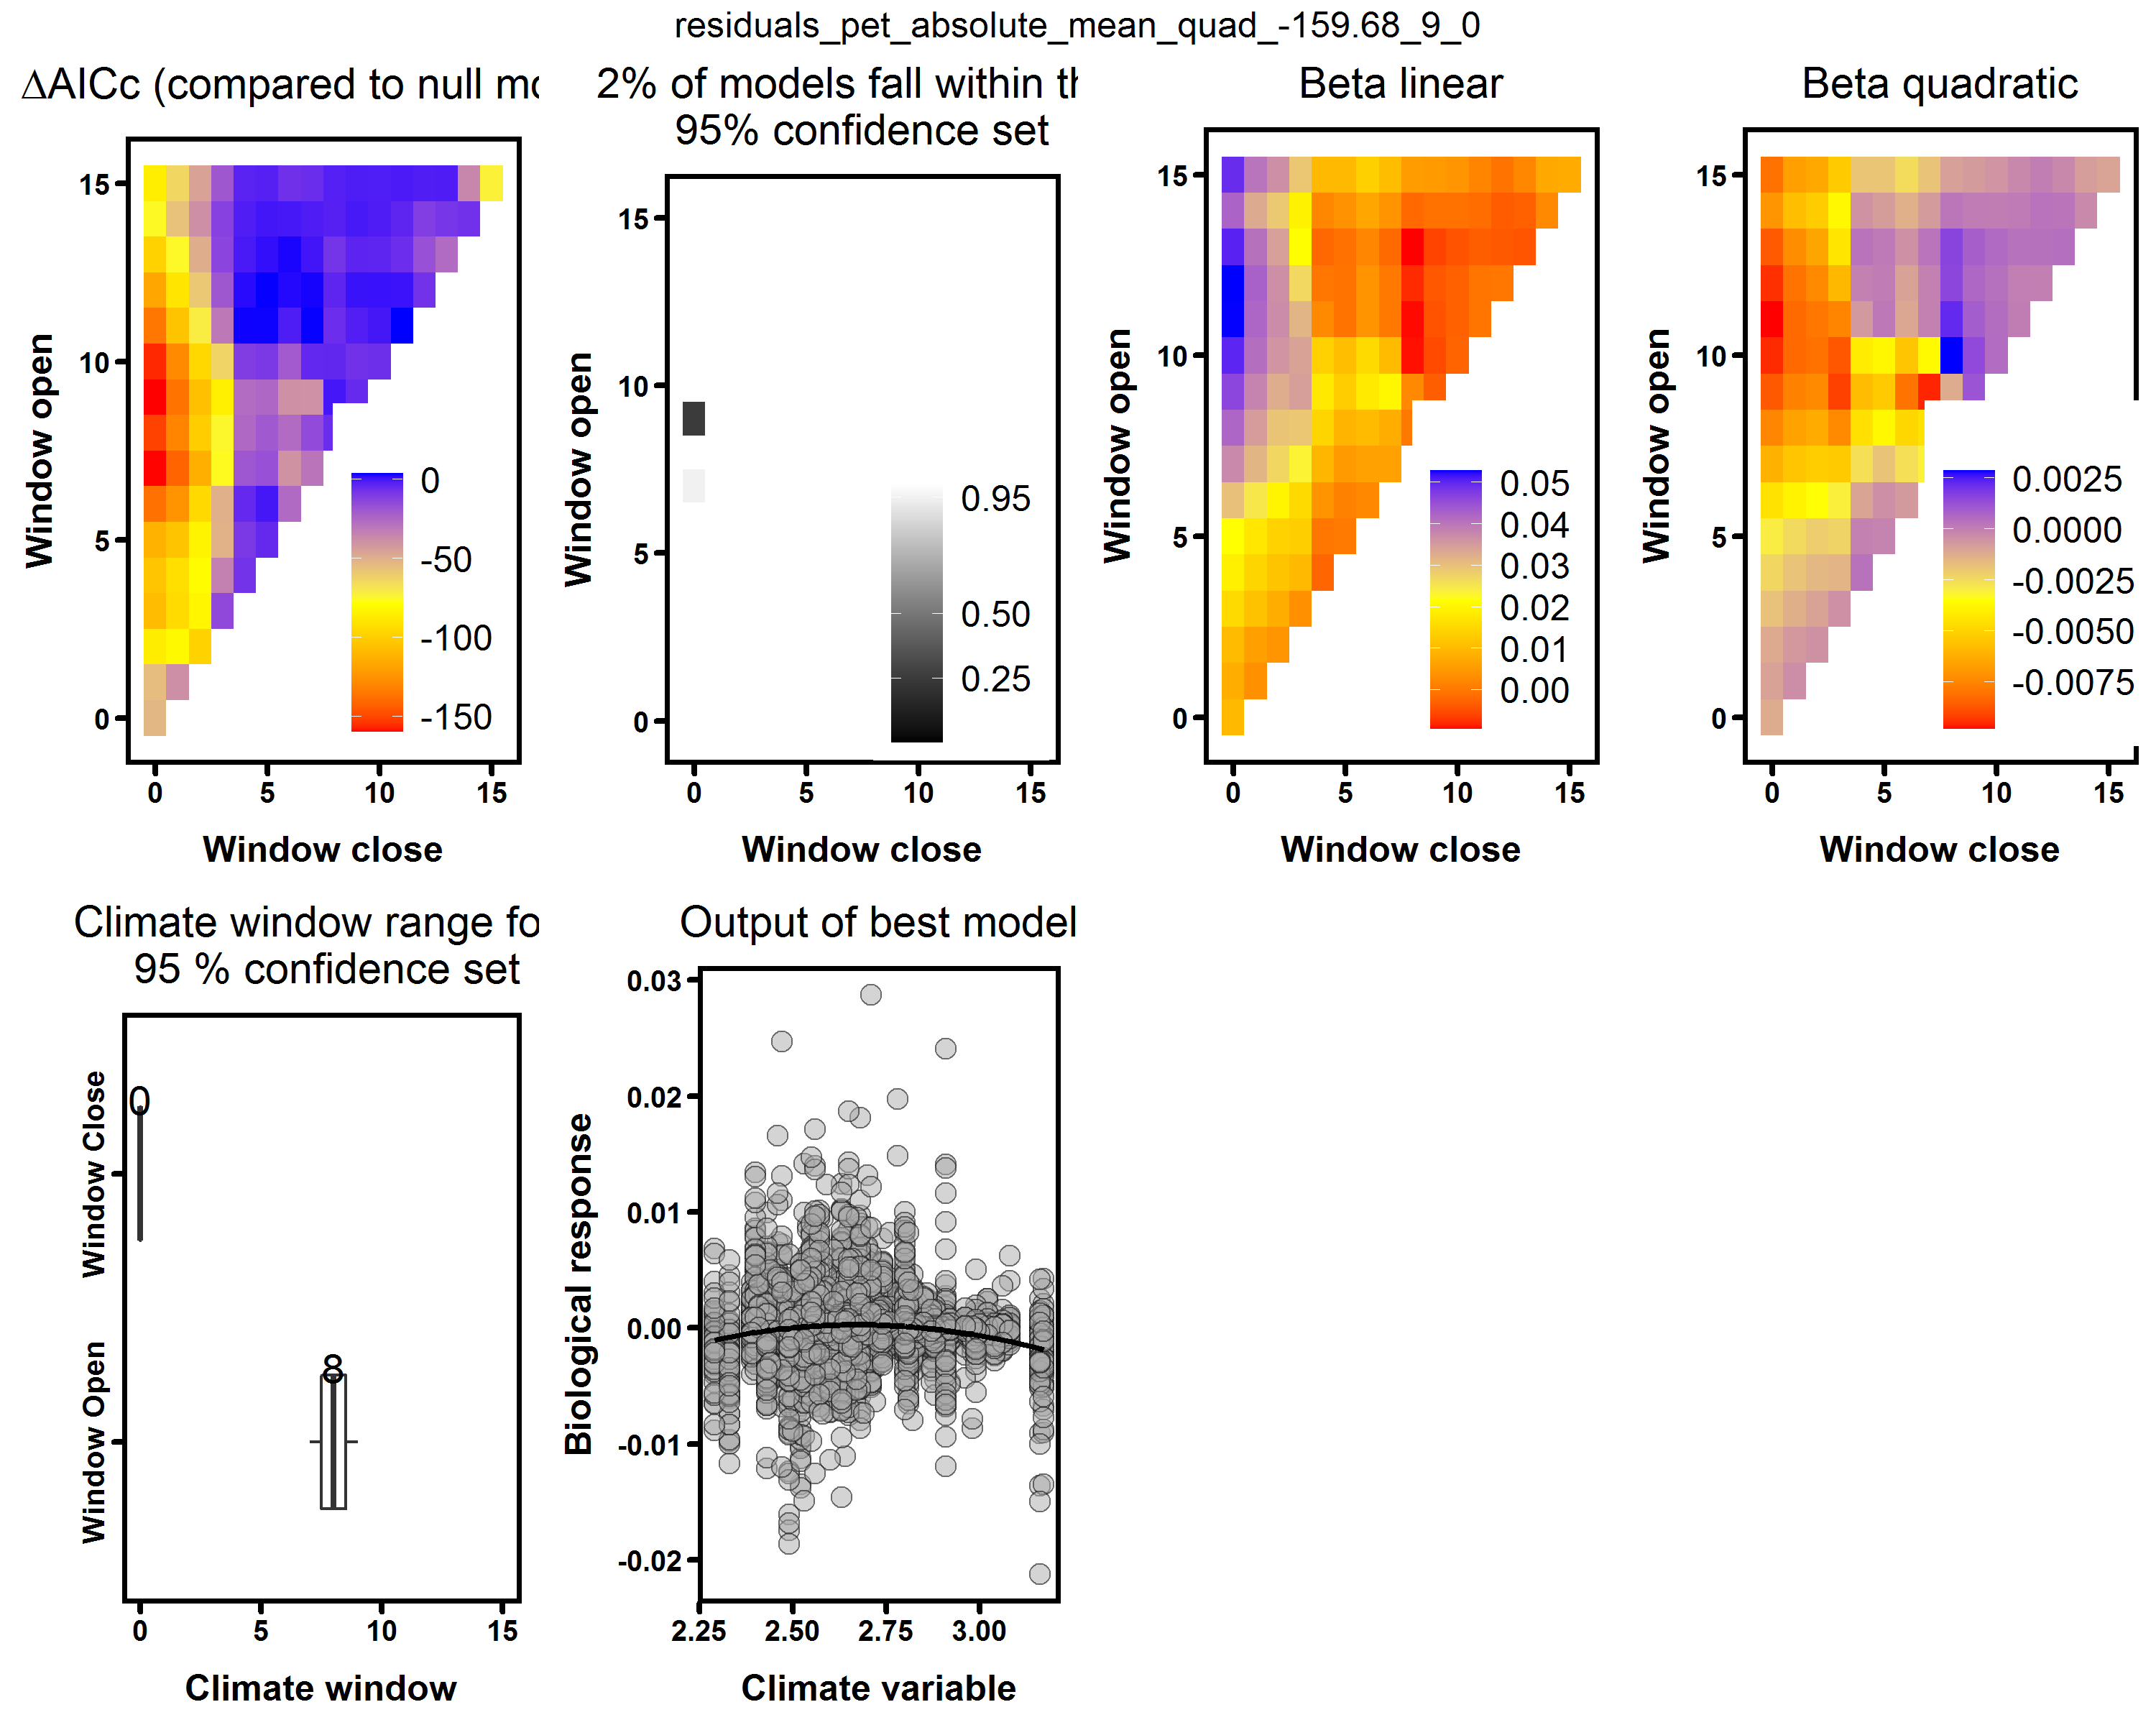 residuals_pet_absolute_mean_quad_-159.68_9_0
ΔAICc (compared to null mo
15
10
5
0
0
-50
-100
-150
0 5 10 15
Window open
Window close
2% of models fall within th
95% confidence set
15
10
5
0
0.95
0.50
0.25
0 5 10 15
Window open
Window close
Beta linear
15
10
5
0
0.05
0.04
0.03
0.02
0.01
0.00
0 5 10 15
Window open
Window close
Beta quadratic
15
10
5
0
0.0025
0.0000
-0.0025
-0.0050
-0.0075
0 5 10 15
Window open
Window close
Climate window range fo
95 % confidence set
Window Close
Window Open
0
8
0 5 10 15
Climate window
Output of best model
0.03
0.02
0.01
0.00
-0.01
-0.02
2.25 2.50 2.75 3.00
Biological response
Climate variable